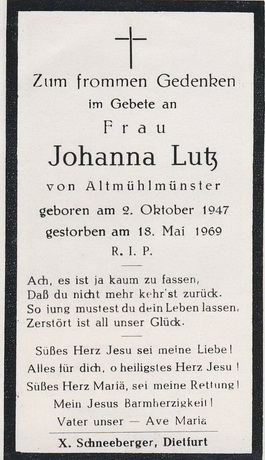 Zum frommen Gedenken
im Gebete an
Frau
Johanna Lutz
von Altmühlmünster
geboren am 2. Oktober 1947
gestorben am 18. Mai 1969
R. I. P.
Ach, es ist ja kaum zu fassen,
Daß du nicht mehr kehr'st zurück.
So jung mustest du dein Leben lassen,
Zerstört ist all unser Glück.
Süßes Herz Jesu sei meine Liebe!
Alles für dich, o heiligstes Herz Jesu!
Süßes Herz Mariä, sei meine Rettung!
Mein Jesus Barmherzigkeit!
Vater unser — Ave Maria
X. Schneeberger, Dietfurt